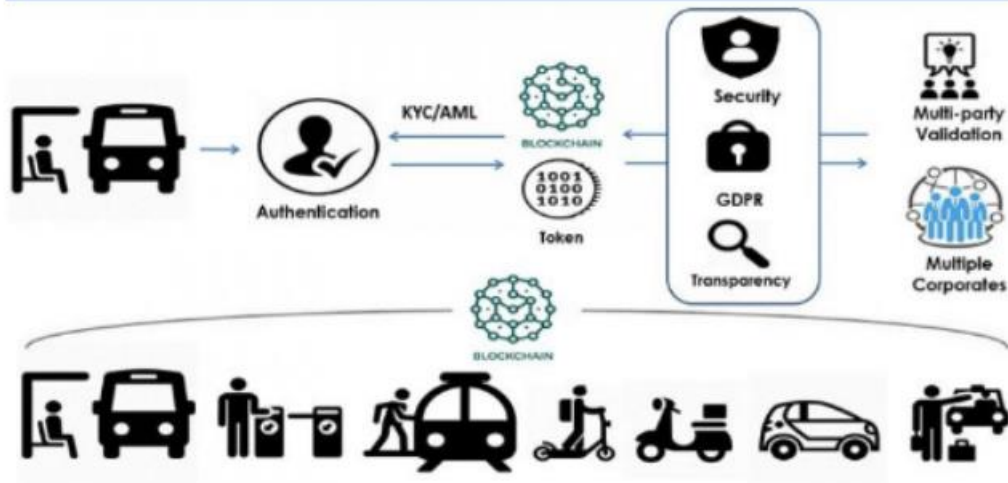 KYC/AML
BLOCKCHAIN
Authentication
1001
0100
1010
Token
Security
GDPR
Transparency
Multi-party
Validation
Multiple
Corporates
BLOCKCHAIN